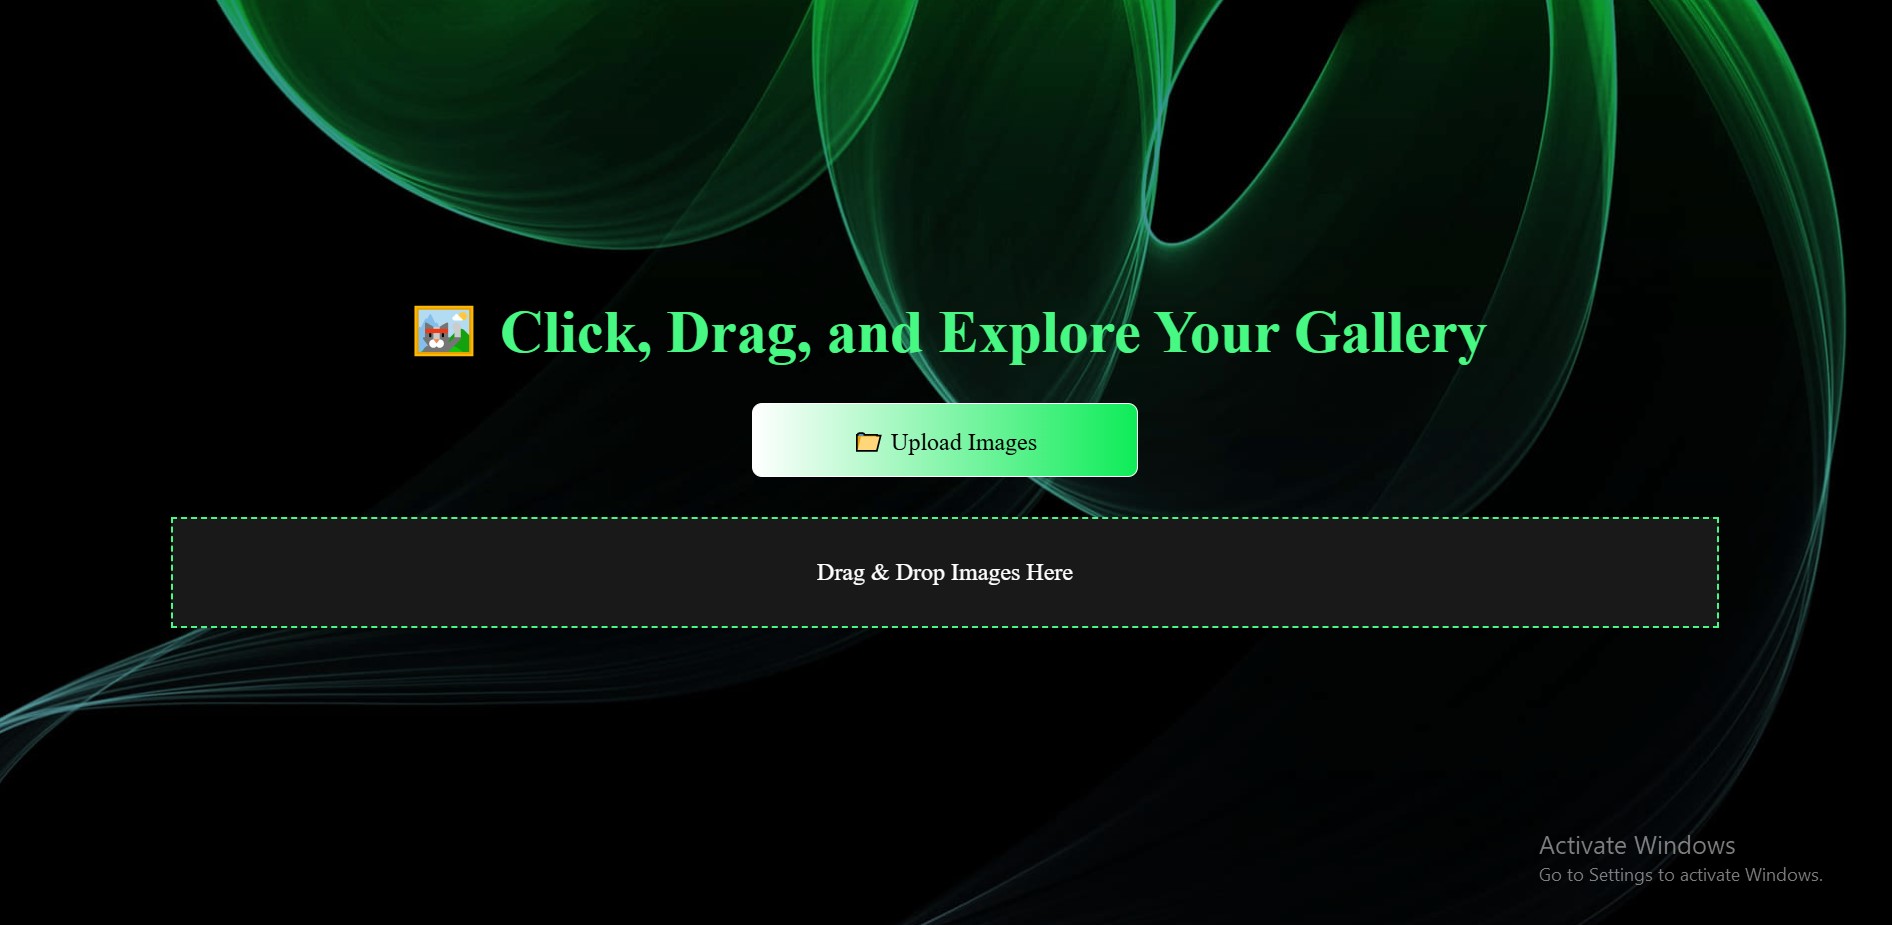 Click, Drag, and Explore Your Gallery
Upload Images
Drag & Drop Images Here
Activate Windows
Go to Settings to activate Windows.